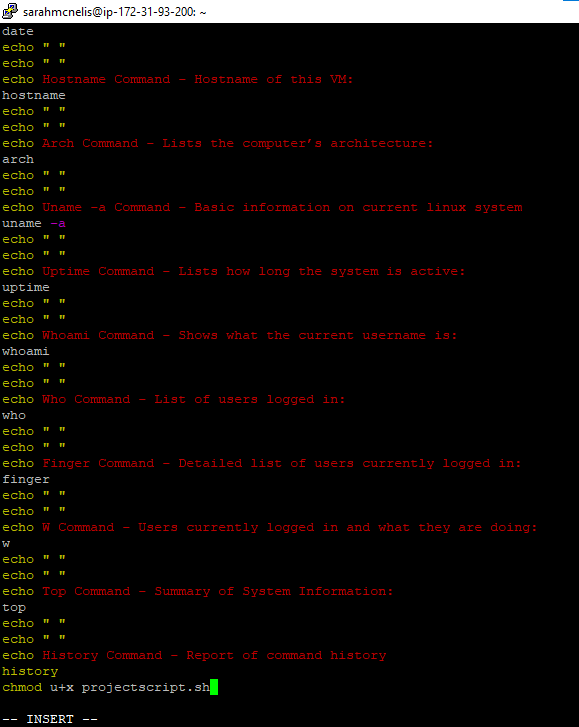 sarahmcnelis@ip-172-31-93-200: ~
date
echo " "
echo " "
echo Hostname Command – Hostname of this VM:
hostname
echo " "
echo " "
echo Arch Command – Lists the computer’s architecture:
arch
echo " "
echo " "
echo Uname –a Command – Basic information on current linux system
uname –a
echo " "
echo " "
echo Uptime Command – Lists how long the system is active:
uptime
echo " "
echo " "
echo Whoami Command – Shows what the current username is:
whoami
echo " "
echo " "
echo Who Command – List of users logged in:
who
echo " "
echo " "
echo Finger Command – Detailed list of users currently logged in:
finger
echo " "
echo " "
echo W Command – Users currently logged in and what they are doing:
w
echo " "
echo " "
echo Top Command – Summary of System Information:
top
echo " "
echo " "
echo History Command – Report of command history
history
chmod u+x projectscript.sh
-- INSERT --